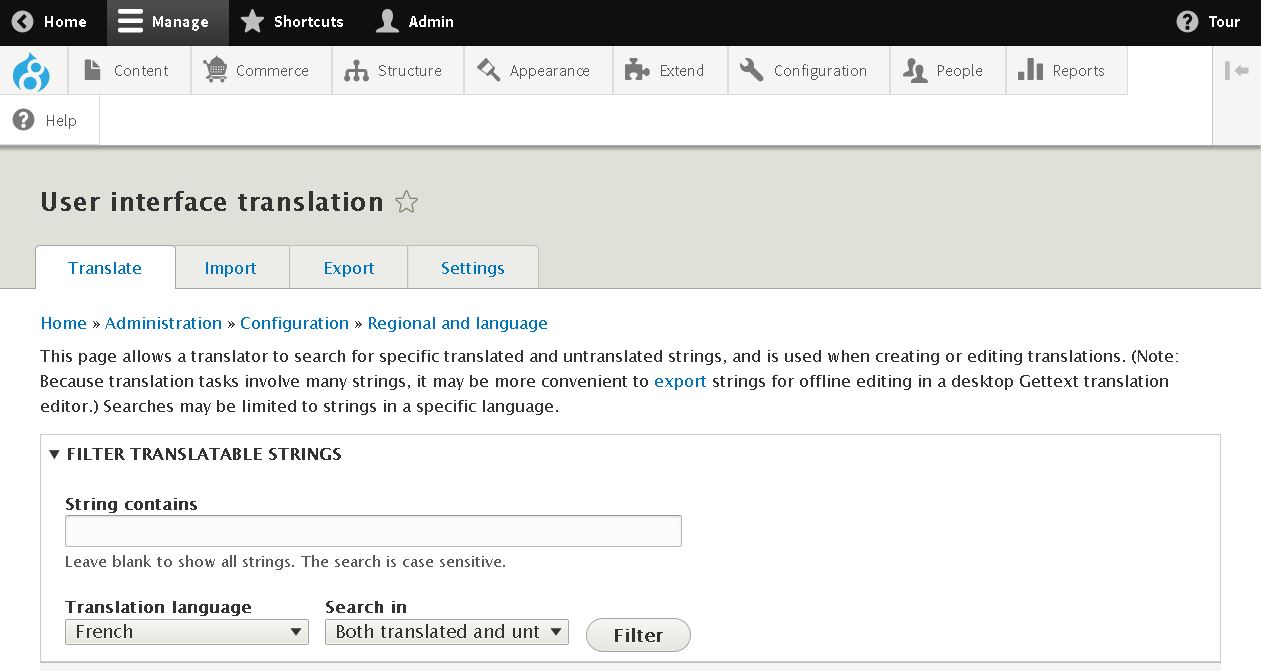 Home Manage Shortcuts Admin Tour
Content Commerce Structure Appearance Extend Configuration People Reports
Help
User interface translation
Translate Import Export Settings
Home » Administration » Configuration » Regional and language
This page allows a translator to search for specific translated and untranslated strings, and is used when creating or editing translations. (Note:
Because translation tasks involve many strings, it may be more convenient to export strings for offline editing in a desktop Gettext translation
editor.) Searches may be limited to strings in a specific language.
▼ FILTER TRANSLATABLE STRINGS
String contains
Leave blank to show all strings. The search is case sensitive.
Translation language Search in
French Both translated and unt Filter